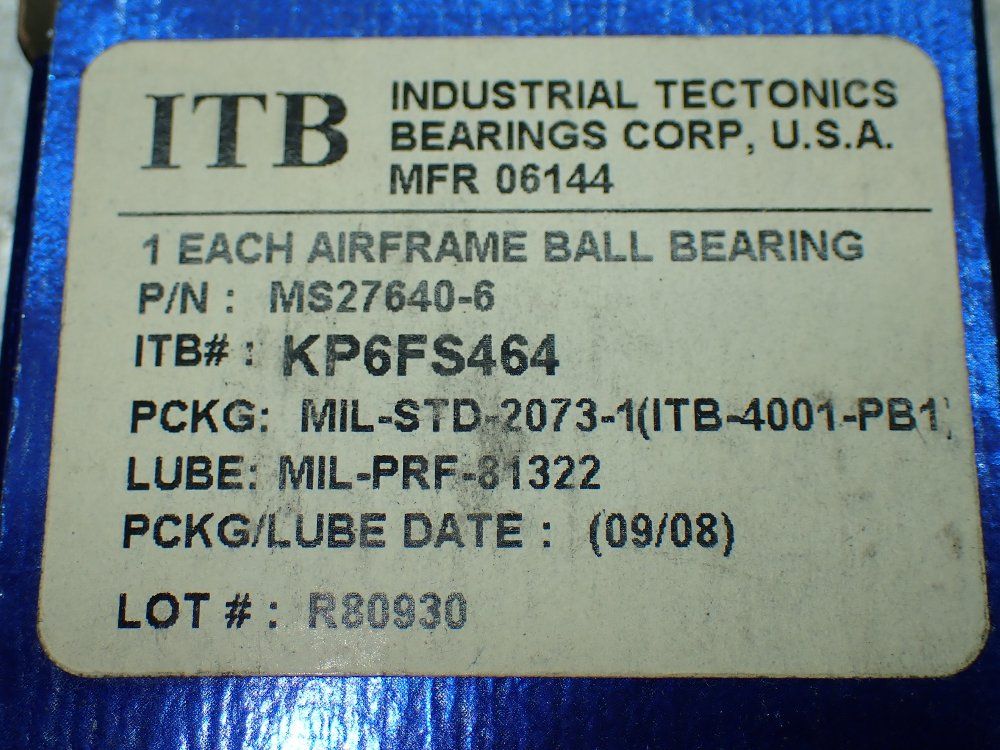 ITB
INDUSTRIAL TECTONICS
BEARINGS CORP, U.S.A.
MFR 06144
1 EACH AIRFRAME BALL BEARING
P/N : MS27640-6
ITB# : KP6FS464
PCKG: MIL-STD-2073-1(ITB-4001-PB1)
LUBE: MIL-PRF-81322
PCKG/LUBE DATE : (09/08)
LOT # : R80930